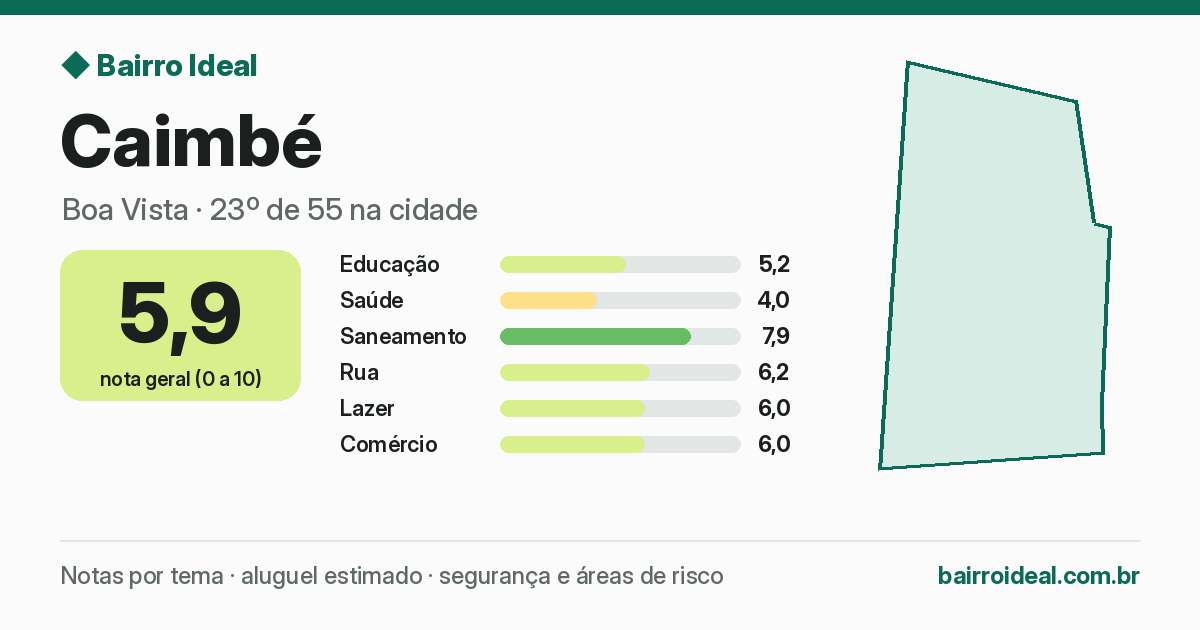 Bairro Ideal
Caimbé
Boa Vista · 23º de 55 na cidade
5,9
nota geral (0 a 10)
Educação 5,2
Saúde 4,0
Saneamento 7,9
Rua 6,2
Lazer 6,0
Comércio 6,0
Notas por tema · aluguel estimado · segurança e áreas de risco
bairroideal.com.br